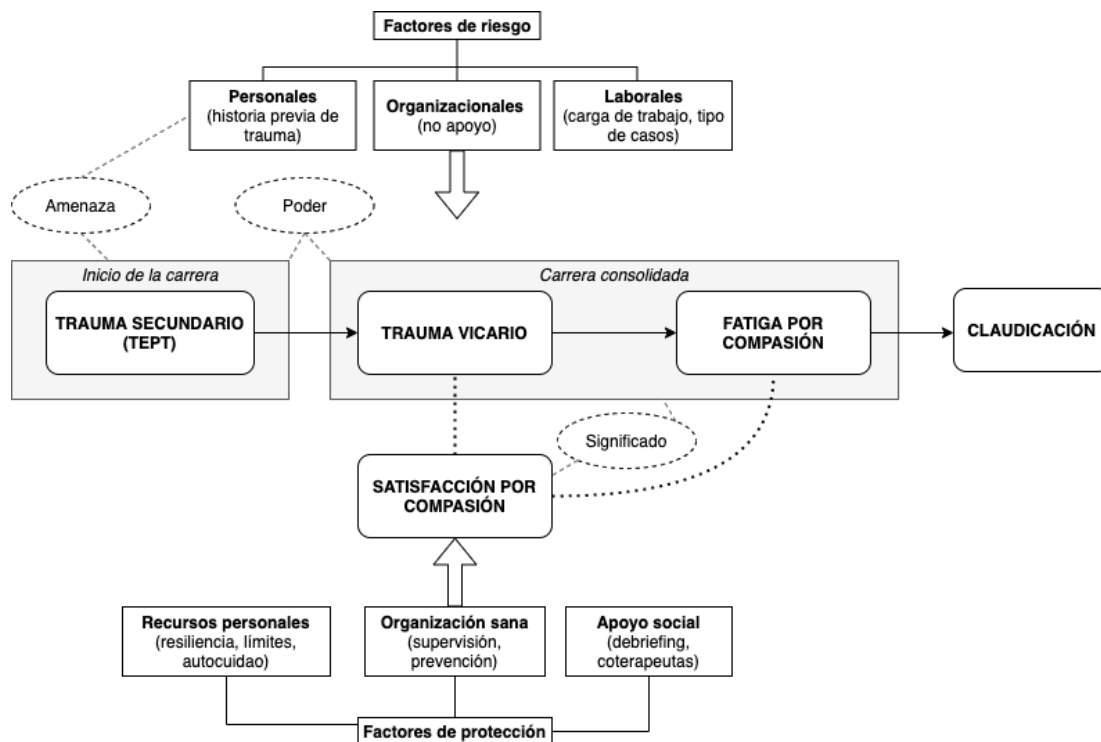 Factores de riesgo
Personales
(historia previa de
trauma)
Organizacionales
(no apoyo)
Laborales
(carga de trabajo, tipo
de casos)
Amenaza
Poder
Inicio de la carrera
Carrera consolidada
TRAUMA SECUNDARIO
(TEPT)
TRAUMA VICARIO
FATIGA POR
COMPASIÓN
CLAUDICACIÓN
Significado
SATISFACCIÓN POR
COMPASIÓN
Recursos personales
(resiliencia, límites,
autocuidao)
Organización sana
(supervisión,
prevención)
Apoyo social
(debriefing,
coterapeutas)
Factores de protección